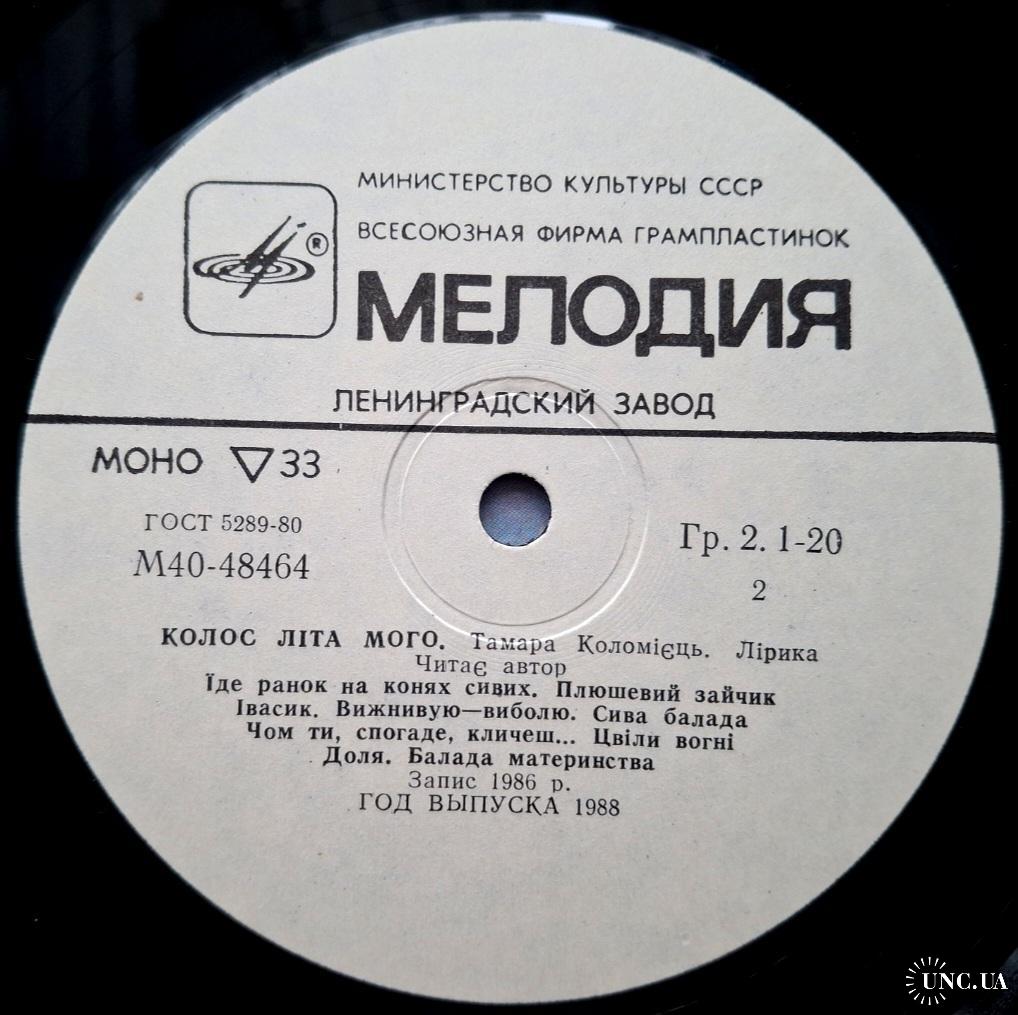 МИНИСТЕРСТВО КУЛЬТУРЫ СССР
ВСЕСОЮЗНАЯ ФИРМА ГРАМПЛАСТИНОК
®
МЕЛОДИЯ
ЛЕНИНГРАДСКИЙ ЗАВОД
МОНО ▽33
ГОСТ 5289-80
М40-48464
Гр. 2. 1-20
2
КОЛОС ЛІТА МОГО. Тамара Коломієць. Лірика
Читає автор
Їде ранок на конях сивих. Плюшевий зайчик
Івасик. Вижнивую—виболю. Сива балада
Чом ти, спогаде, кличеш... Цвіли вогні
Доля. Балада материнства
Запис 1986 р.
ГОД ВЫПУСКА 1988
UNC.UA